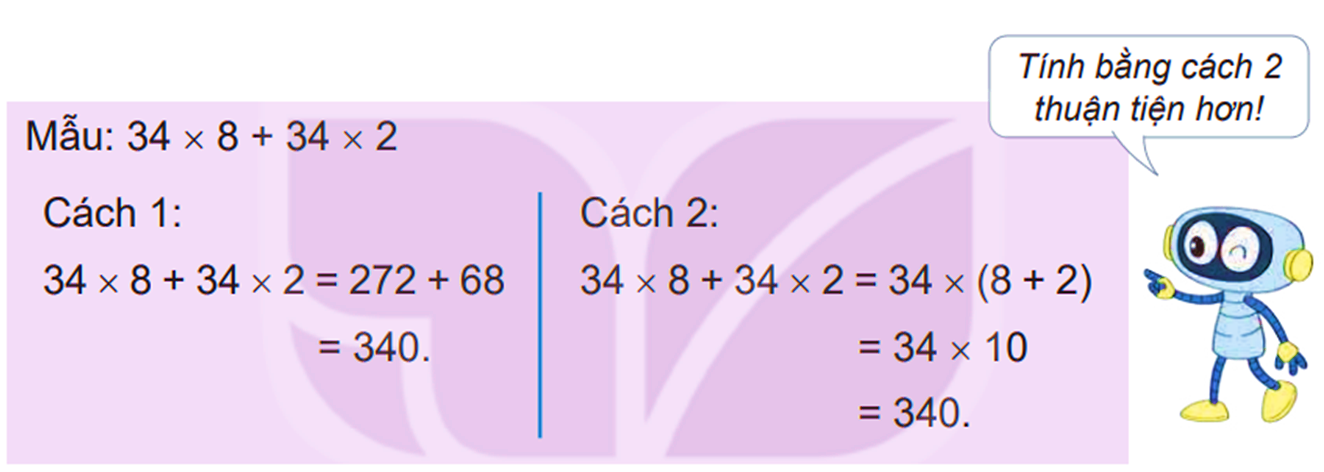 Tính bằng cách 2
thuận tiện hơn!
Mẫu: 34 × 8 + 34 × 2
Cách 1:
34 × 8 + 34 × 2 = 272 + 68
= 340.
Cách 2:
34 × 8 + 34 × 2 = 34 × (8 + 2)
= 34 × 10
= 340.